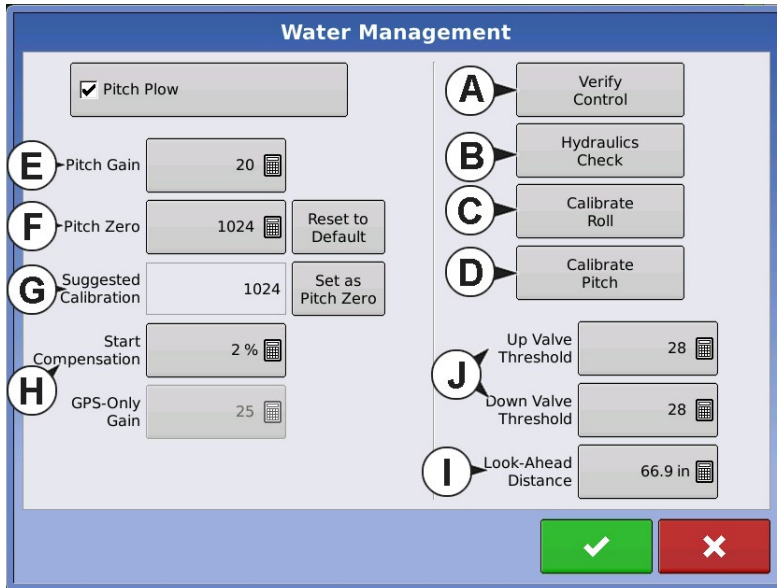 Water Management
Pitch Plow
E
Pitch Gain
20
F
Pitch Zero
1024
Reset to
Default
G
Suggested
Calibration
1024
Set as
Pitch Zero
H
Start
Compensation
2 %
GPS-Only
Gain
25
A
Verify
Control
B
Hydraulics
Check
C
Calibrate
Roll
D
Calibrate
Pitch
J
Up Valve
Threshold
28
Down Valve
Threshold
28
I
Look-Ahead
Distance
66.9 in